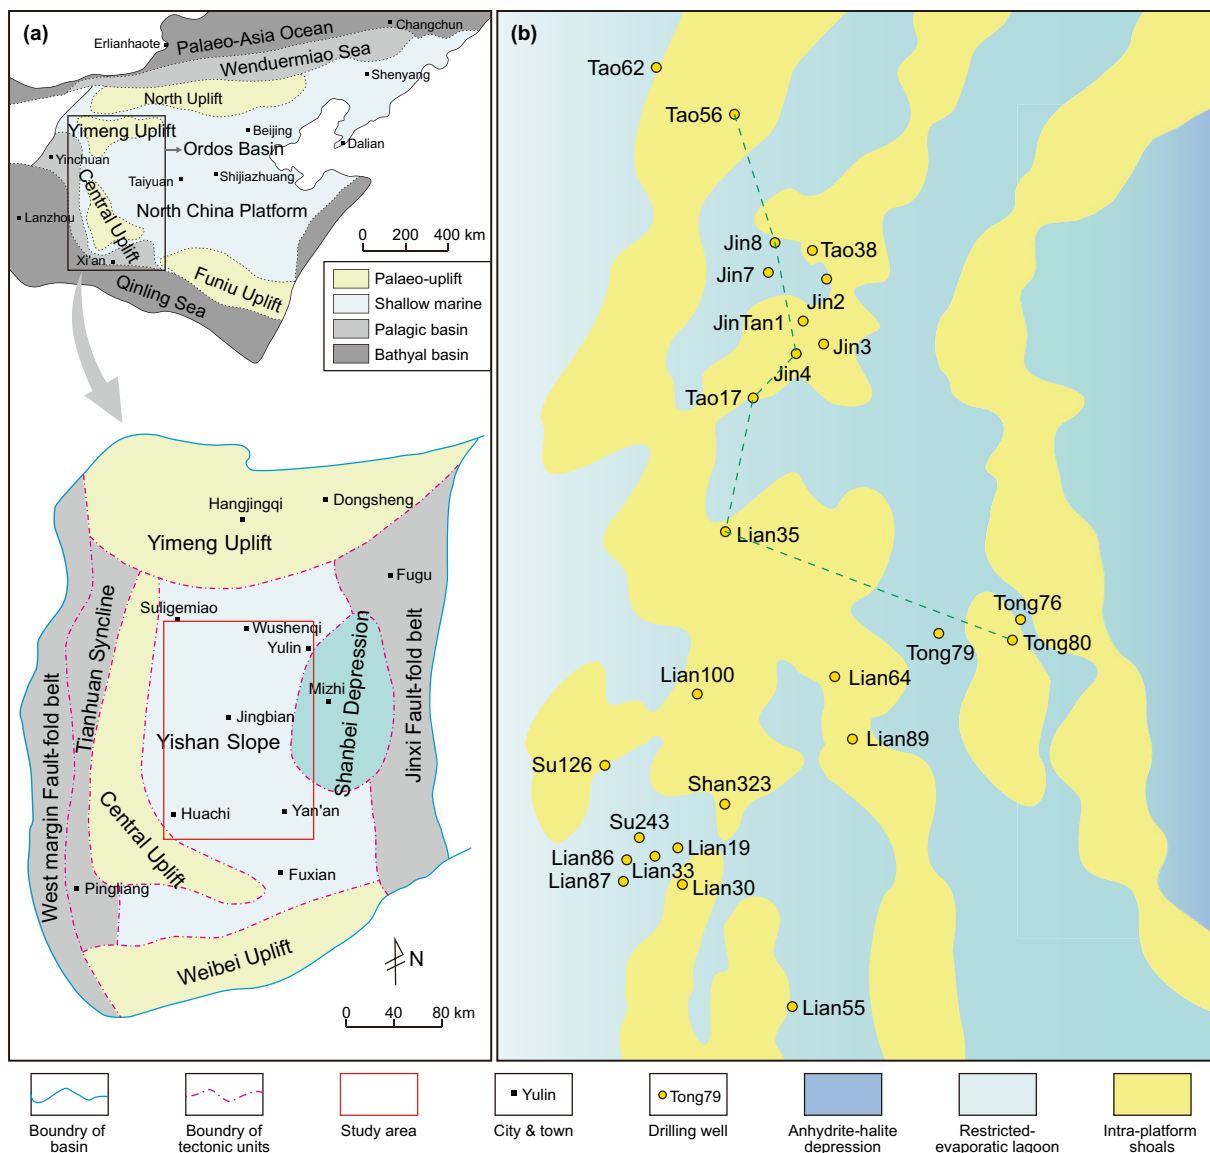 (a)
Changchun
Erlianhaote
Palaeo-Asia Ocean
Wenduermiao Sea
Shenyang
North Uplift
Yimeng Uplift
Beijing
Ordos Basin
Dalian
Yinchuan
Taiyuan
Shijiazhuang
Central Uplift
North China Platform
Lanzhou
0 200 400 km
Xi'an
Funiu Uplift
Qinling Sea
Palaeo-uplift
Shallow marine
Palagic basin
Bathyal basin
Hangjingqi
Dongsheng
Yimeng Uplift
Fugu
Suligemiao
Wushenqi
Yulin
Tianhuan Syncline
West margin Fault-fold belt
Mizhi
Shanbei Depression
Jinxi Fault-fold belt
Jingbian
Yishan Slope
Central Uplift
Huachi
Yan'an
Fuxian
Pingliang
Weibei Uplift
N
0 40 80 km
(b)
Tao62
Tao56
Jin8
Tao38
Jin7
Jin2
JinTan1
Jin3
Jin4
Tao17
Lian35
Tong76
Tong79
Tong80
Lian100
Lian64
Lian89
Su126
Shan323
Su243
Lian19
Lian86
Lian33
Lian87
Lian30
Lian55
Yulin
Tong79
Boundry of
basin
Boundry of
tectonic units
Study area
City & town
Drilling well
Anhydrite-halite
depression
Restricted-
evaporatic lagoon
Intra-platform
shoals